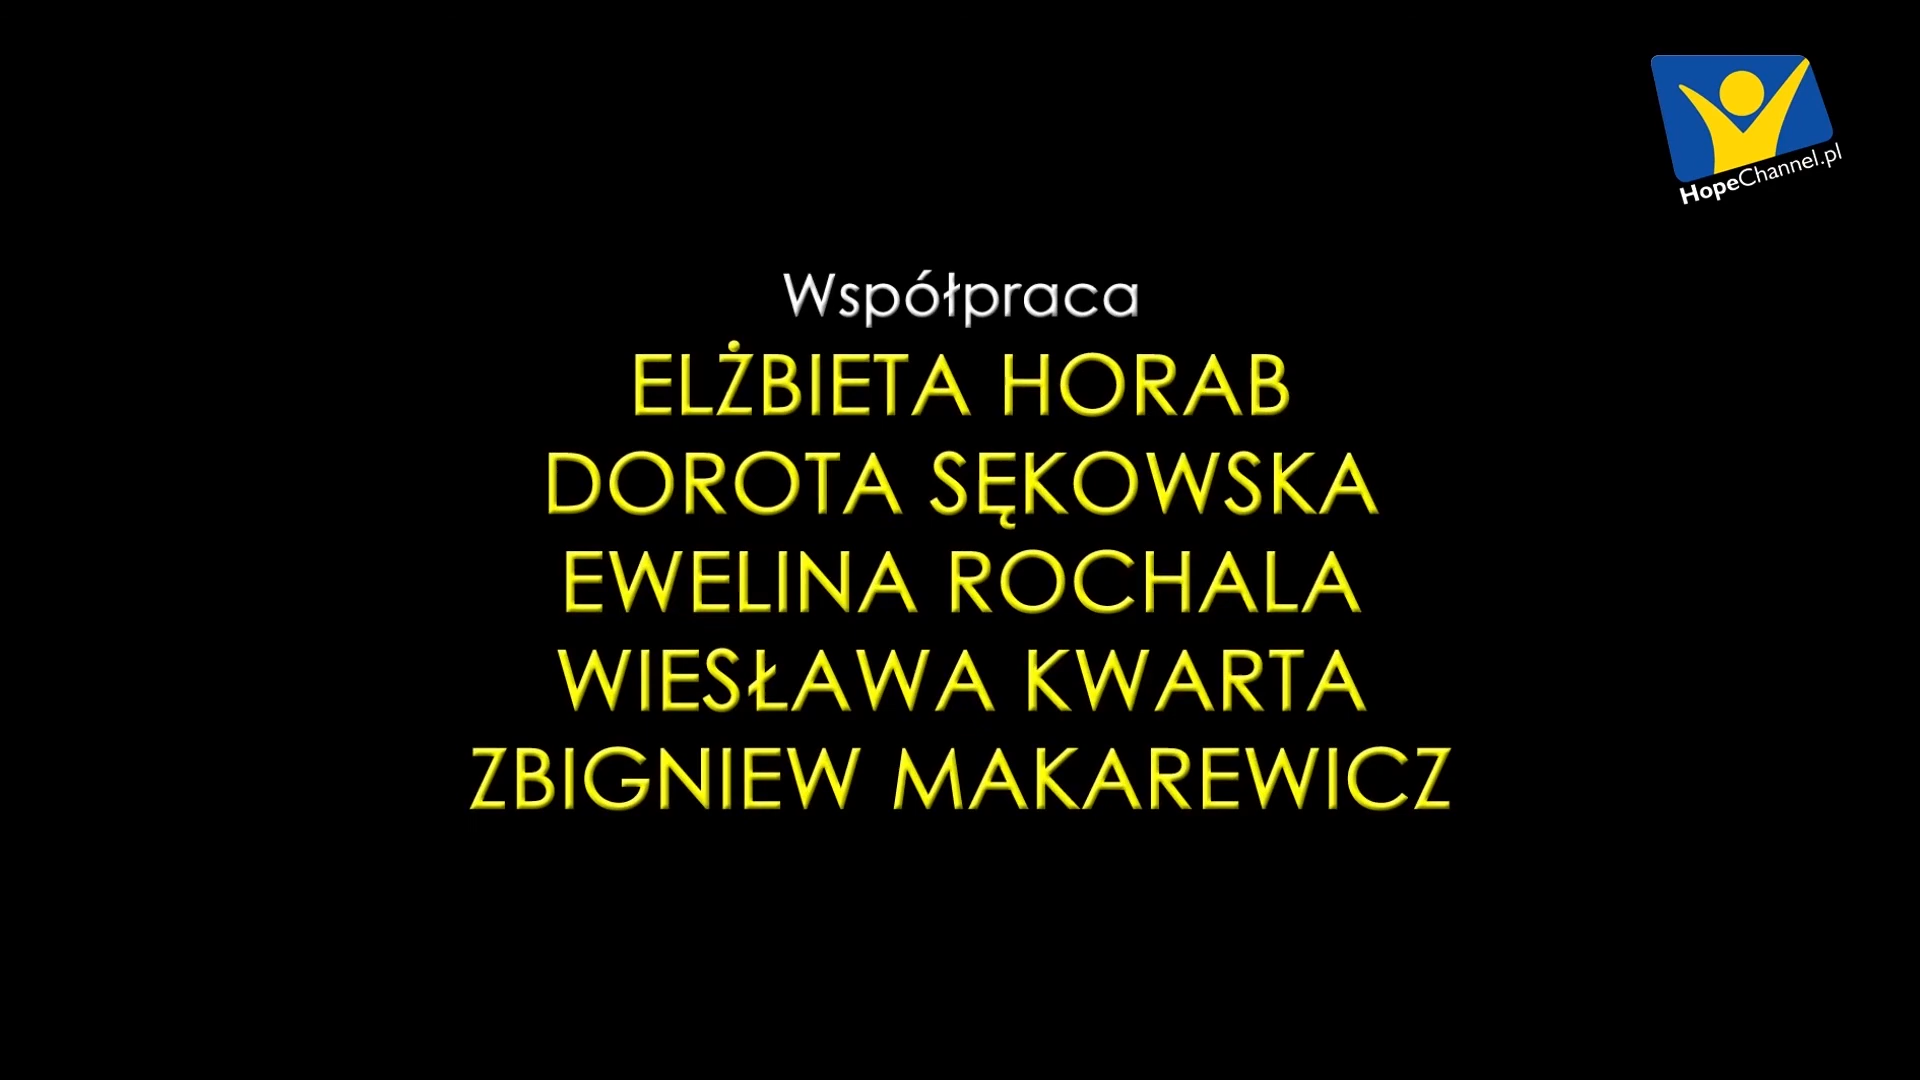 HopeChannel.pl
Współpraca
ELŻBIETA HORAB
DOROTA SĘKOWSKA
EWELINA ROCHALA
WIESŁAWA KWARTA
ZBIGNIEW MAKAREWICZ